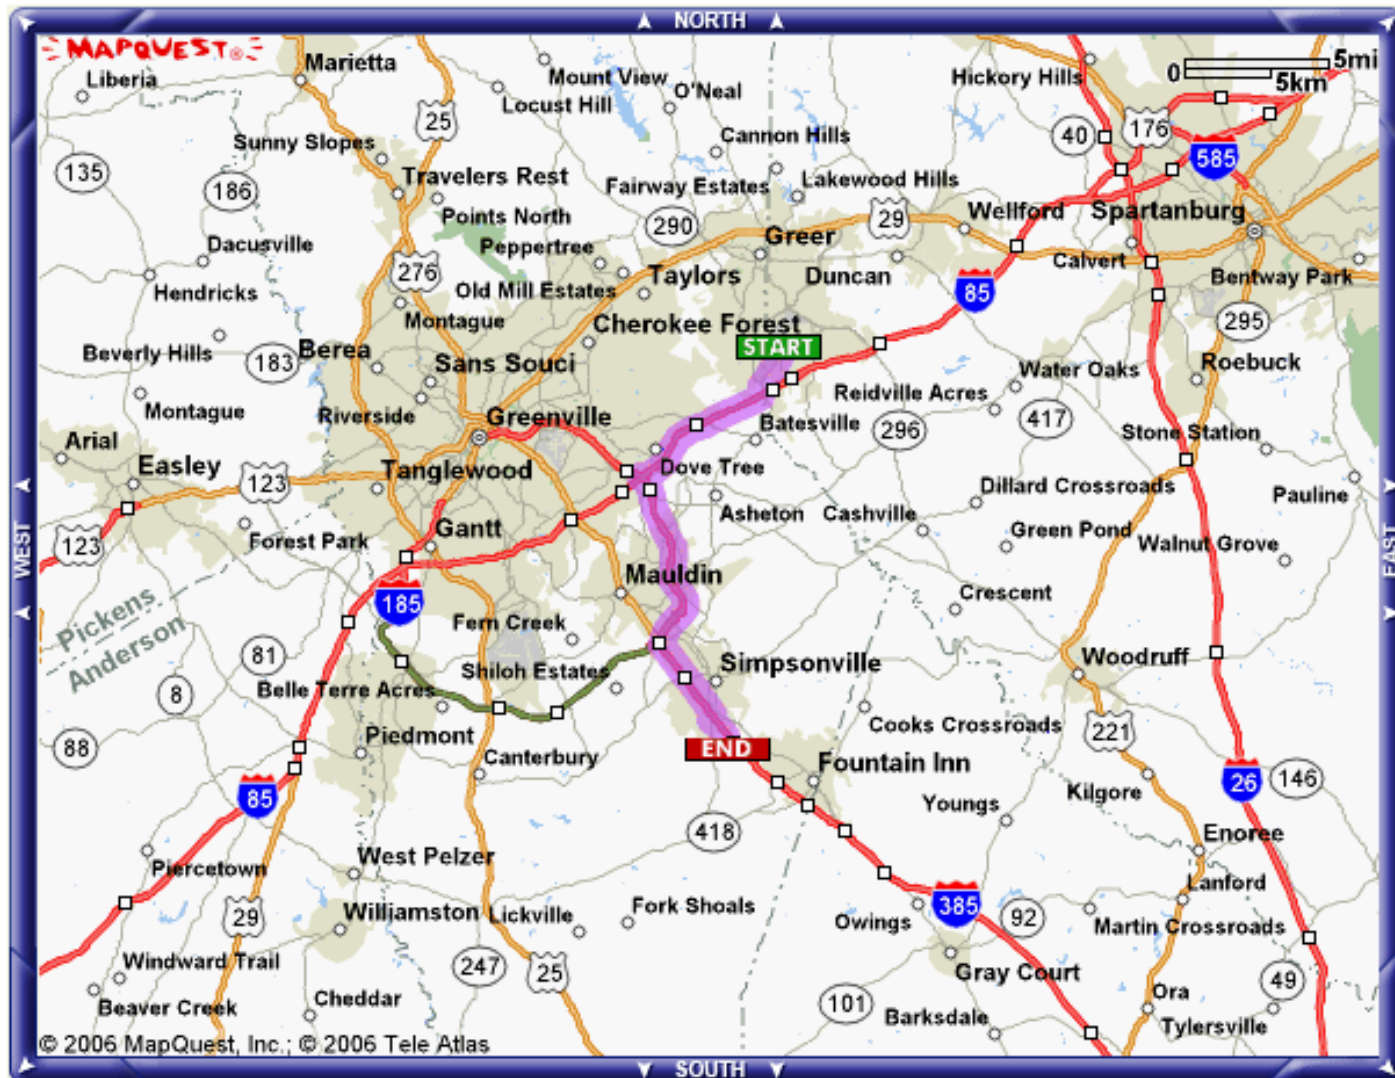 NORTH
MAPQUEST®
Marietta
Liberia
Mount View
O'Neal
Locust Hill
Hickory Hills
0
5mi
5km
25
Cannon Hills
40
176
Sunny Slopes
585
135
186
Travelers Rest
Fairway Estates
Lakewood Hills
Points North
290
29
Wellford
Spartanburg
Dacusville
Peppertree
Greer
276
Taylors
Duncan
Calvert
Bentway Park
Hendricks
Old Mill Estates
85
Montague
Cherokee Forest
295
Beverly Hills
183
Berea
Sans Souci
START
Roebuck
Water Oaks
Montague
Riverside
Greenville
Reidville Acres
Batesville
296
417
Stone Station
Arial
Easley
Tanglewood
Dove Tree
123
Dillard Crossroads
Pauline
Asheton
Cashville
WEST
EAST
123
Forest Park
Gantt
Green Pond
Walnut Grove
Mauldin
185
Crescent
Pickens
Anderson
Fern Creek
81
Shiloh Estates
Simpsonville
Woodruff
8
Belle Terre Acres
Cooks Crossroads
221
88
Piedmont
Canterbury
END
Fountain Inn
85
Youngs
Kilgore
26
146
418
Enoree
Piercetown
West Pelzer
Lanford
29
Williamston
Lickville
Fork Shoals
385
Owings
92
Martin Crossroads
Windward Trail
247
25
Gray Court
49
Beaver Creek
Cheddar
101
Ora
Barksdale
Tylersville
© 2006 MapQuest, Inc.; © 2006 Tele Atlas
SOUTH